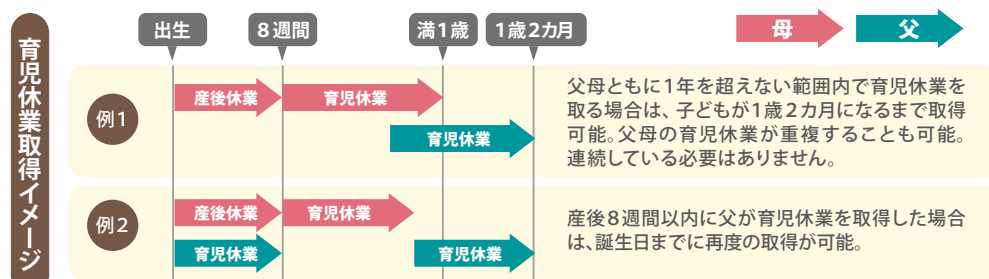 育児休業取得イメージ
出生
8週間
満1歳
1歳2カ月
母
父
例1
産後休業
育児休業
育児休業
父母ともに1年を超えない範囲内で育児休業を
取る場合は、子どもが1歳2カ月になるまで取得
可能。父母の育児休業が重複することも可能。
連続している必要はありません。
例2
産後休業
育児休業
育児休業
育児休業
産後8週間以内に父が育児休業を取得した場合
は、誕生日までに再度の取得が可能。